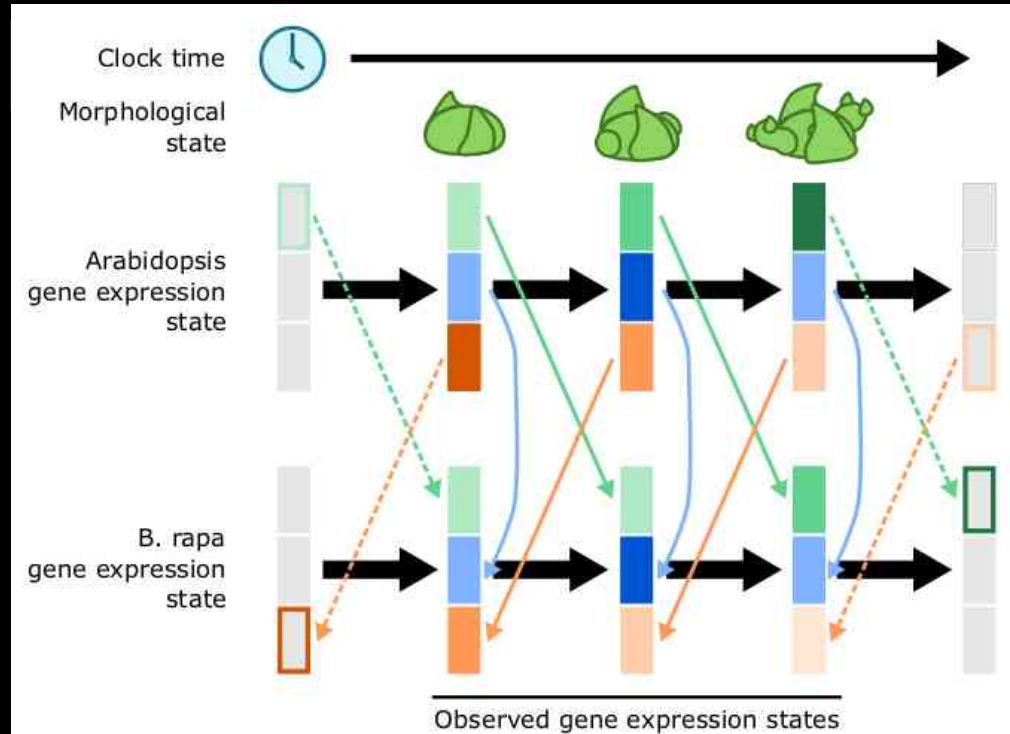 Clock time
Morphological
state
Arabidopsis
gene expression
state
B. rapa
gene expression
state
Observed gene expression states